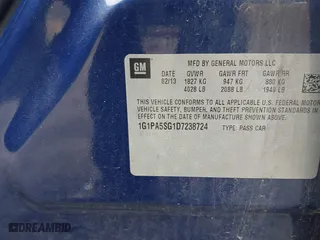 GM
MFD BY GENERAL MOTORS LLC
DATE GVWR GAWR FRT GAWR RR
02/13 1827 KG 947 KG 880 KG
4028 LB 2088 LB 1940 LB
THIS VEHICLE CONFORMS TO ALL APPLICABLE U.S. FEDERAL
MOTOR VEHICLE SAFETY, BUMPER, AND THEFT
PREVENTION STANDARDS IN EFFECT ON THE
DATE OF MANUFACTURE SHOWN ABOVE.
1G1PA5SG1D7238724 TYPE: PASS CAR
DREAMBID